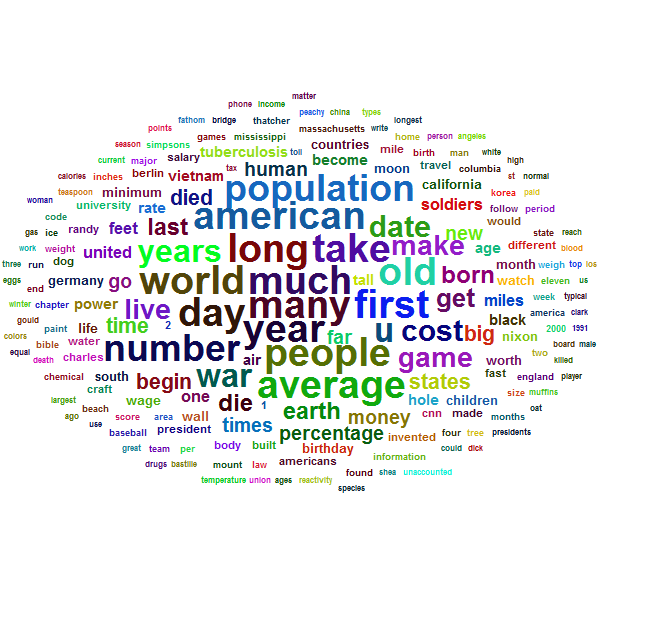 matter
phone income
peachy china types
fathom bridge thatcher longest
points massachusetts write
season simpsons games mississippi home person angeles
current major salary tuberculosis toll countries mile birth man white
calories inches berlin vietnam tax human become moon travel columbia high
teaspoon minimum died population california korea st normal paid
woman university rate american soldiers follow period
code randy feet last date new would
gas ice years long take make age different state reach blood
work weight united old
three run dog world much tall born month weigh top los
eggs end germany go watch eleven us
winter chapter power live day many first get miles week typical
gould time 2 year far u cost big black america clark
colors paint life nixon 2000 1991
equal bible water number air people game worth two board male
death charles fast killed
chemical south begin war average states england player
largest craft wage one die hole children size muffins
ago beach wall 1 earth money cnn made months oat
use score area times
baseball president percentage invented four tree presidents
great team per body built birthday could dick
drugs bastille mount law americans information
found shea unaccounted
temperature union ages reactivity
species